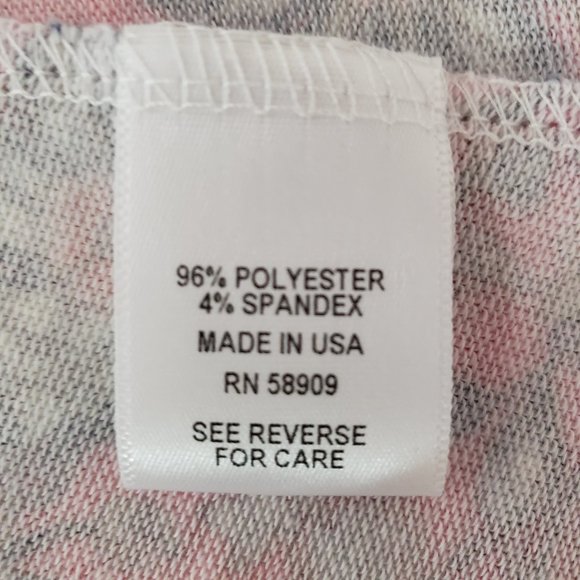 96% POLYESTER
4% SPANDEX
MADE IN USA
RN 58909
SEE REVERSE
FOR CARE